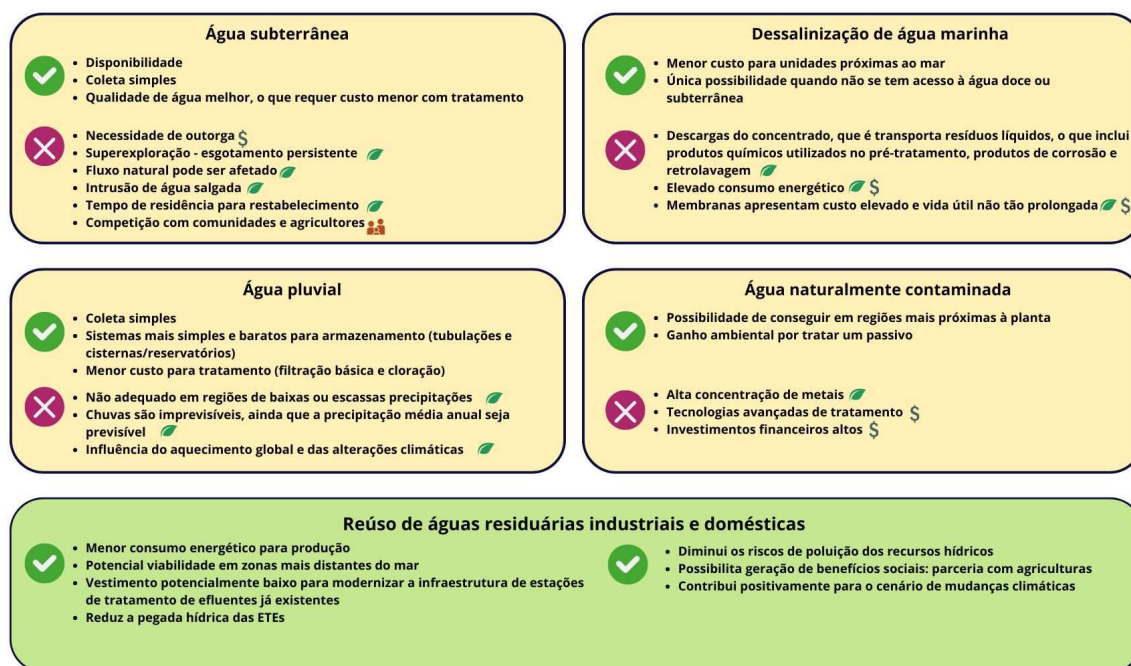 Água subterrânea
Disponibilidade
Coleta simples
Qualidade de água melhor, o que requer custo menor com tratamento
Necessidade de outorga $
Superexploração - esgotamento persistente
Fluxo natural pode ser afetado
Intrusão de água salgada
Tempo de residência para restabelecimento
Competição com comunidades e agricultores
Dessalinização de água marinha
Menor custo para unidades próximas ao mar
Única possibilidade quando não se tem acesso à água doce ou
subterrânea
Descargas do concentrado, que é transporta resíduos líquidos, o que inclui
produtos químicos utilizados no pré-tratamento, produtos de corrosão e
retrolavagem
Elevado consumo energético $
Membranas apresentam custo elevado e vida útil não tão prolongada $
Água pluvial
Coleta simples
Sistemas mais simples e baratos para armazenamento (tubulações e
cisternas/reservatórios)
Menor custo para tratamento (filtração básica e cloração)
Não adequado em regiões de baixas ou escassas precipitações
Chuvas são imprevisíveis, ainda que a precipitação média anual seja
previsível
Influência do aquecimento global e das alterações climáticas
Água naturalmente contaminada
Possibilidade de conseguir em regiões mais próximas à planta
Ganho ambiental por tratar um passivo
Alta concentração de metais
Tecnologias avançadas de tratamento $
Investimentos financeiros altos $
Reúso de águas residuárias industriais e domésticas
Menor consumo energético para produção
Potencial viabilidade em zonas mais distantes do mar
Vestimento potencialmente baixo para modernizar a infraestrutura de estações
de tratamento de efluentes já existentes
Reduz a pegada hídrica das ETEs
Diminui os riscos de poluição dos recursos hídricos
Possibilita geração de benefícios sociais: parceria com agriculturas
Contribui positivamente para o cenário de mudanças climáticas